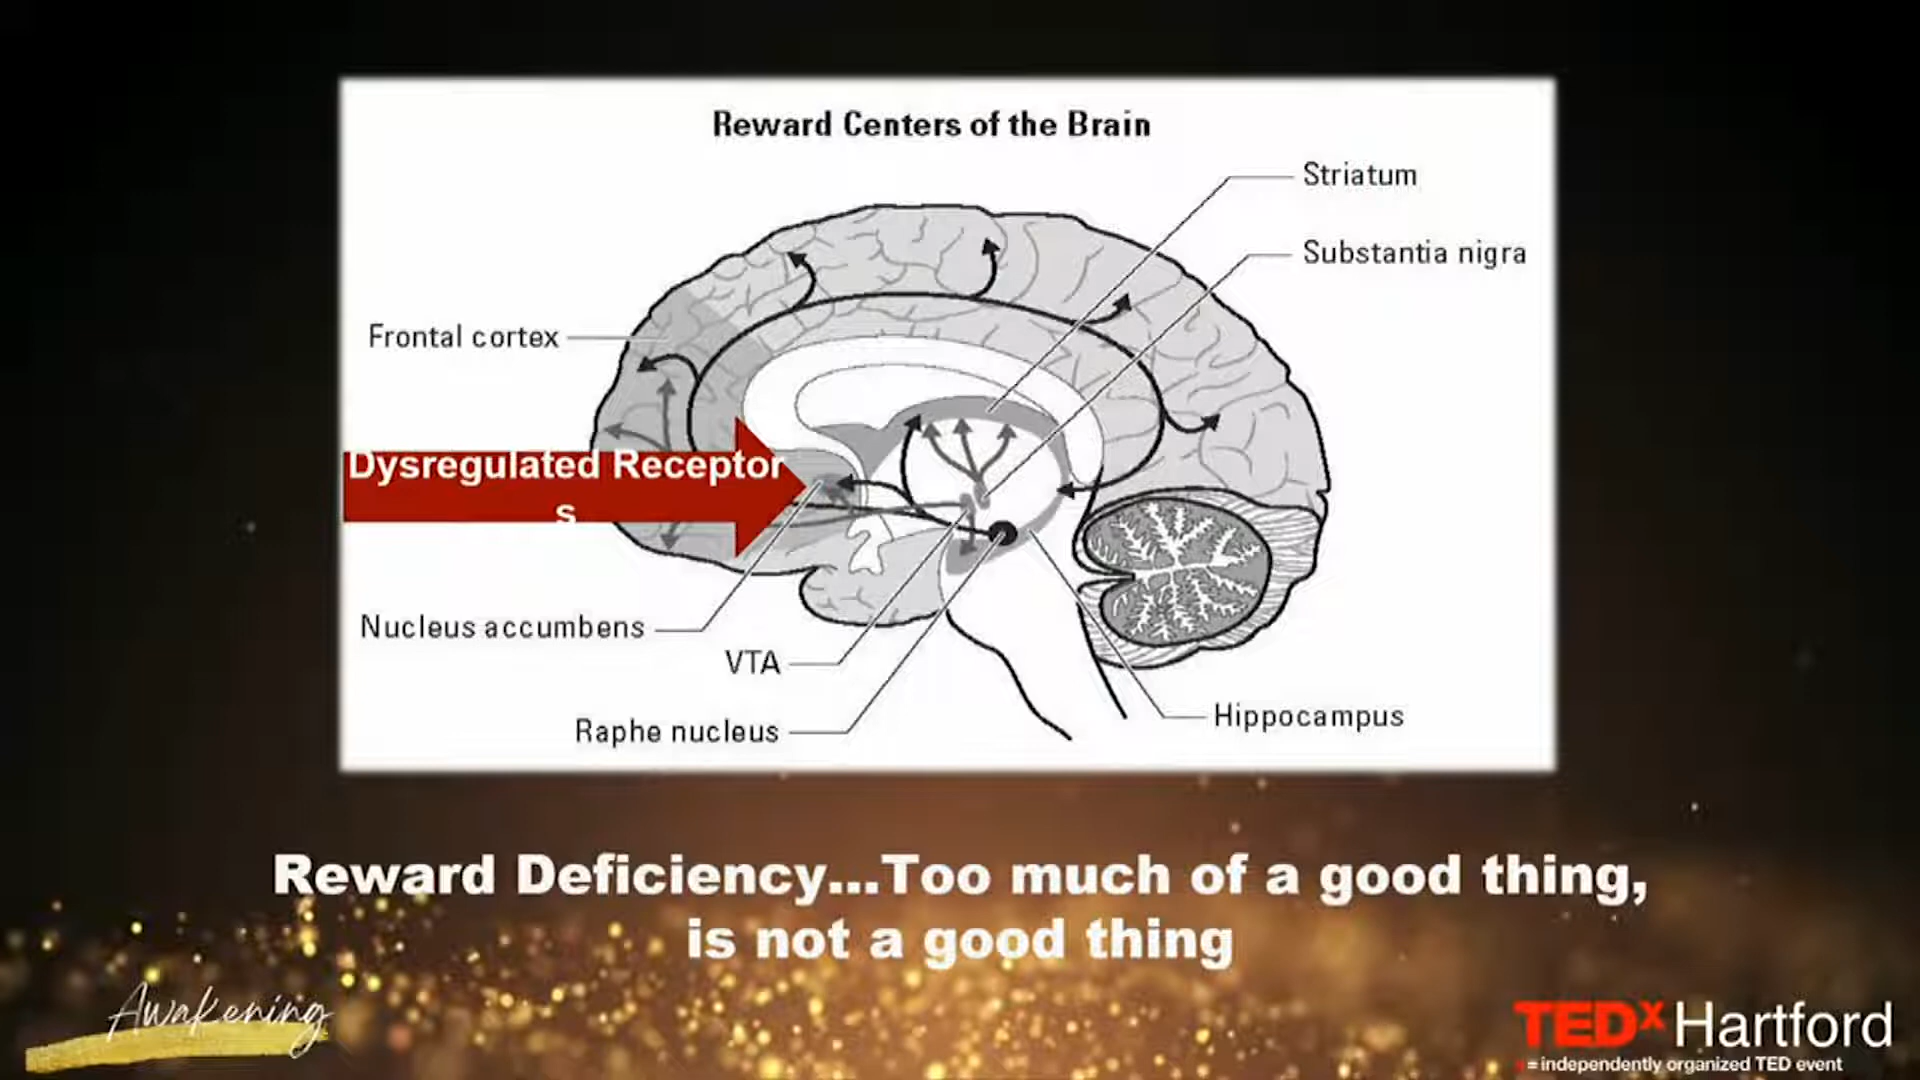 Reward Centers of the Brain
Striatum
Substantia nigra
Frontal cortex
Dysregulated Receptor
s
Nucleus accumbens
VTA
Raphe nucleus
Hippocampus
Reward Deficiency...Too much of a good thing,
is not a good thing
Awakening
TEDx Hartford
x = independently organized TED event